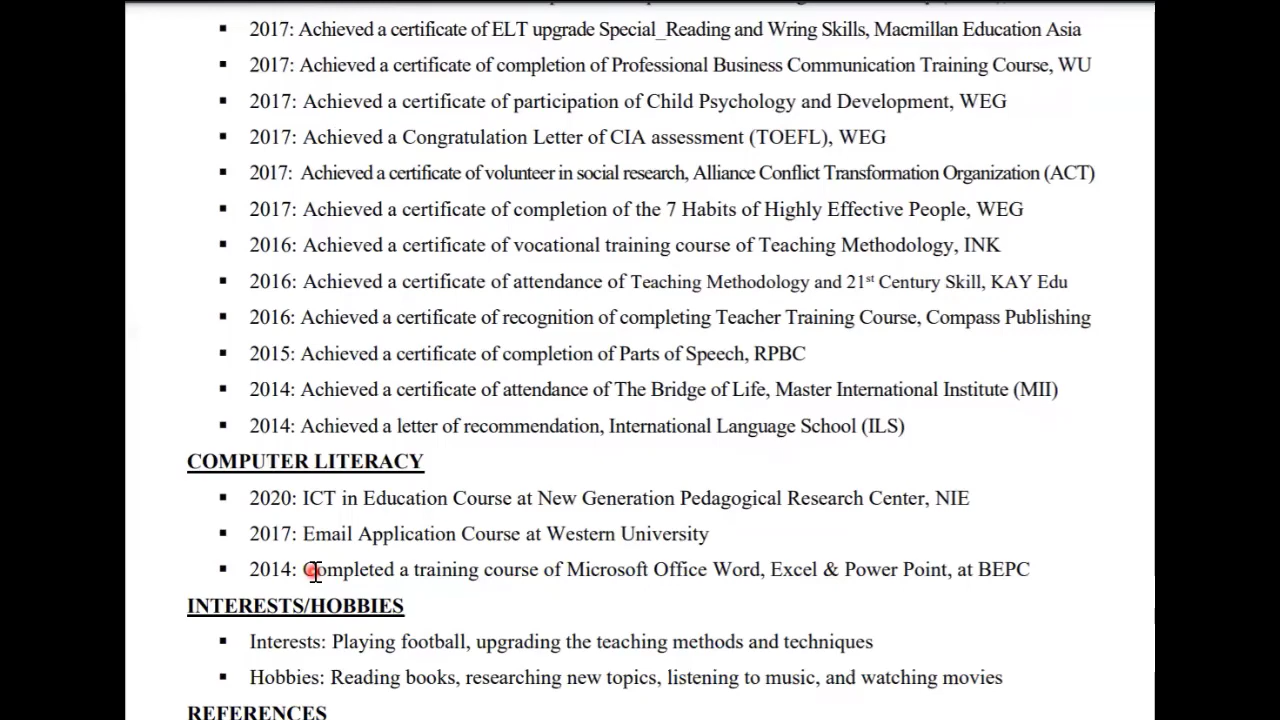 ▪ 2017: Achieved a certificate of ELT upgrade Special_Reading and Wring Skills, Macmillan Education Asia
▪ 2017: Achieved a certificate of completion of Professional Business Communication Training Course, WU
▪ 2017: Achieved a certificate of participation of Child Psychology and Development, WEG
▪ 2017: Achieved a Congratulation Letter of CIA assessment (TOEFL), WEG
▪ 2017: Achieved a certificate of volunteer in social research, Alliance Conflict Transformation Organization (ACT)
▪ 2017: Achieved a certificate of completion of the 7 Habits of Highly Effective People, WEG
▪ 2016: Achieved a certificate of vocational training course of Teaching Methodology, INK
▪ 2016: Achieved a certificate of attendance of Teaching Methodology and 21st Century Skill, KAY Edu
▪ 2016: Achieved a certificate of recognition of completing Teacher Training Course, Compass Publishing
▪ 2015: Achieved a certificate of completion of Parts of Speech, RPBC
▪ 2014: Achieved a certificate of attendance of The Bridge of Life, Master International Institute (MII)
▪ 2014: Achieved a letter of recommendation, International Language School (ILS)
COMPUTER LITERACY
▪ 2020: ICT in Education Course at New Generation Pedagogical Research Center, NIE
▪ 2017: Email Application Course at Western University
▪ 2014: Completed a training course of Microsoft Office Word, Excel & Power Point, at BEPC
INTERESTS/HOBBIES
▪ Interests: Playing football, upgrading the teaching methods and techniques
▪ Hobbies: Reading books, researching new topics, listening to music, and watching movies
REFERENCES